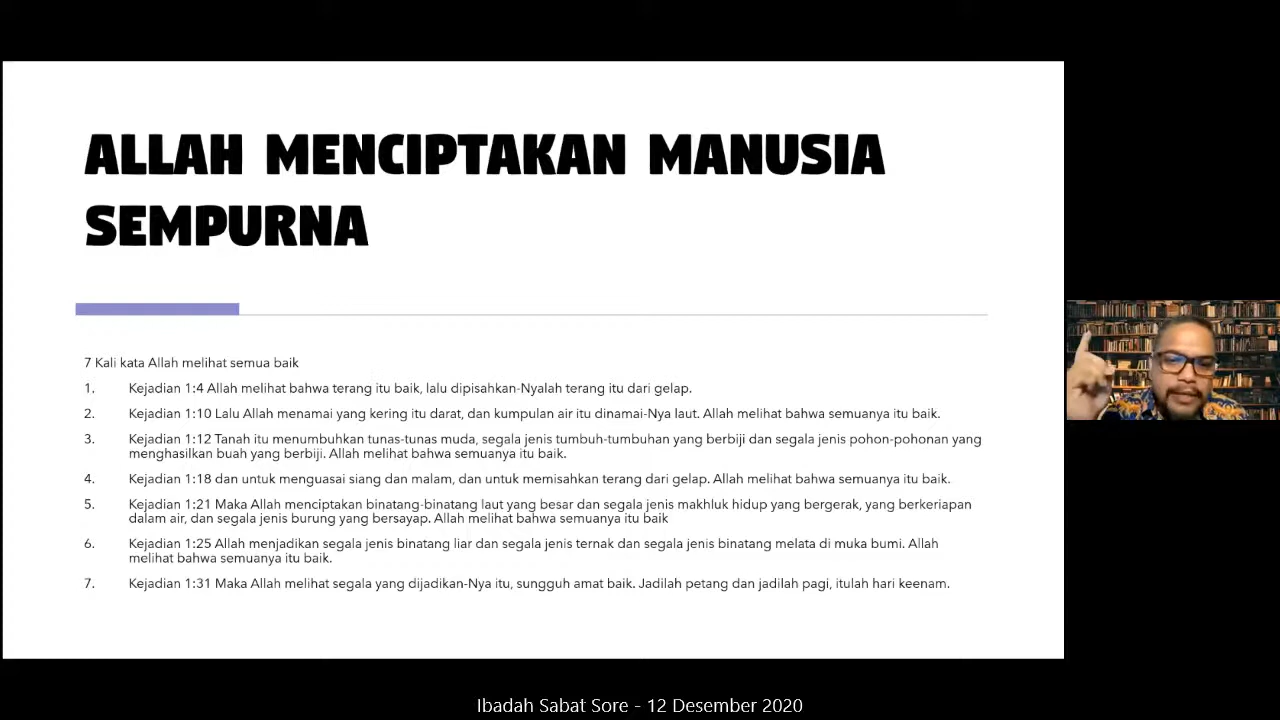 ALLAH MENCIPTAKAN MANUSIA
SEMPURNA
7 Kali kata Allah melihat semua baik
1. Kejadian 1:4 Allah melihat bahwa terang itu baik, lalu dipisahkan-Nyalah terang itu dari gelap.
2. Kejadian 1:10 Lalu Allah menamai yang kering itu darat, dan kumpulan air itu dinamai-Nya laut. Allah melihat bahwa semuanya itu baik.
3. Kejadian 1:12 Tanah itu menumbuhkan tunas-tunas muda, segala jenis tumbuh-tumbuhan yang berbiji dan segala jenis pohon-pohonan yang
menghasilkan buah yang berbiji. Allah melihat bahwa semuanya itu baik.
4. Kejadian 1:18 dan untuk menguasai siang dan malam, dan untuk memisahkan terang dari gelap. Allah melihat bahwa semuanya itu baik.
5. Kejadian 1:21 Maka Allah menciptakan binatang-binatang laut yang besar dan segala jenis makhluk hidup yang bergerak, yang berkeriapan
dalam air, dan segala jenis burung yang bersayap. Allah melihat bahwa semuanya itu baik
6. Kejadian 1:25 Allah menjadikan segala jenis binatang liar dan segala jenis ternak dan segala jenis binatang melata di muka bumi. Allah
melihat bahwa semuanya itu baik.
7. Kejadian 1:31 Maka Allah melihat segala yang dijadikan-Nya itu, sungguh amat baik. Jadilah petang dan jadilah pagi, itulah hari keenam.
Ibadah Sabat Sore - 12 Desember 2020